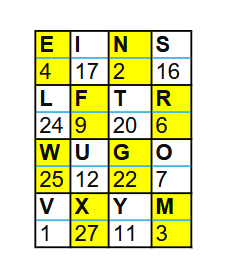 E I N S
4 17 2 16
L F T R
24 9 20 6
W U G O
25 12 22 7
V X Y M
1 27 11 3